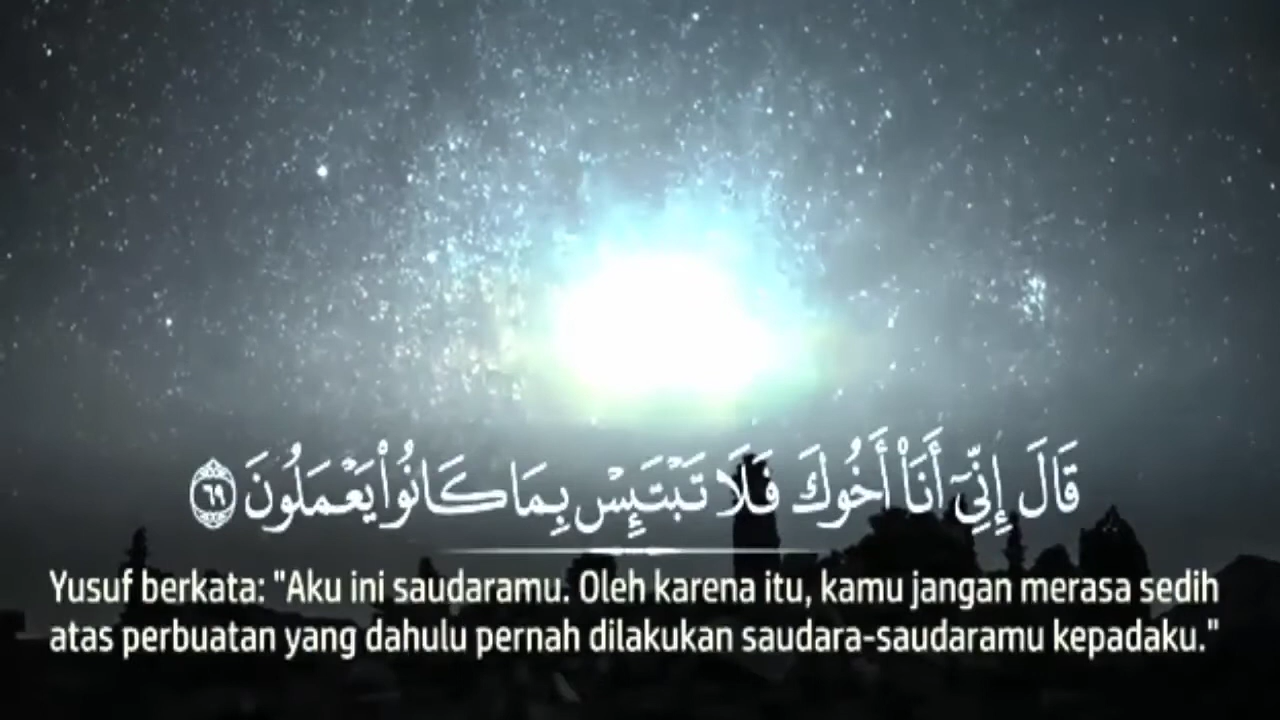 قَالَ إِنِّيٓ أَنَا۠ أَخُوكَ فَلَا تَبْتَئِسْ بِمَا كَانُوا۟ يَعْمَلُونَ ٦٩
Yusuf berkata: "Aku ini saudaramu. Oleh karena itu, kamu jangan merasa sedih
atas perbuatan yang dahulu pernah dilakukan saudara-saudaramu kepadaku."